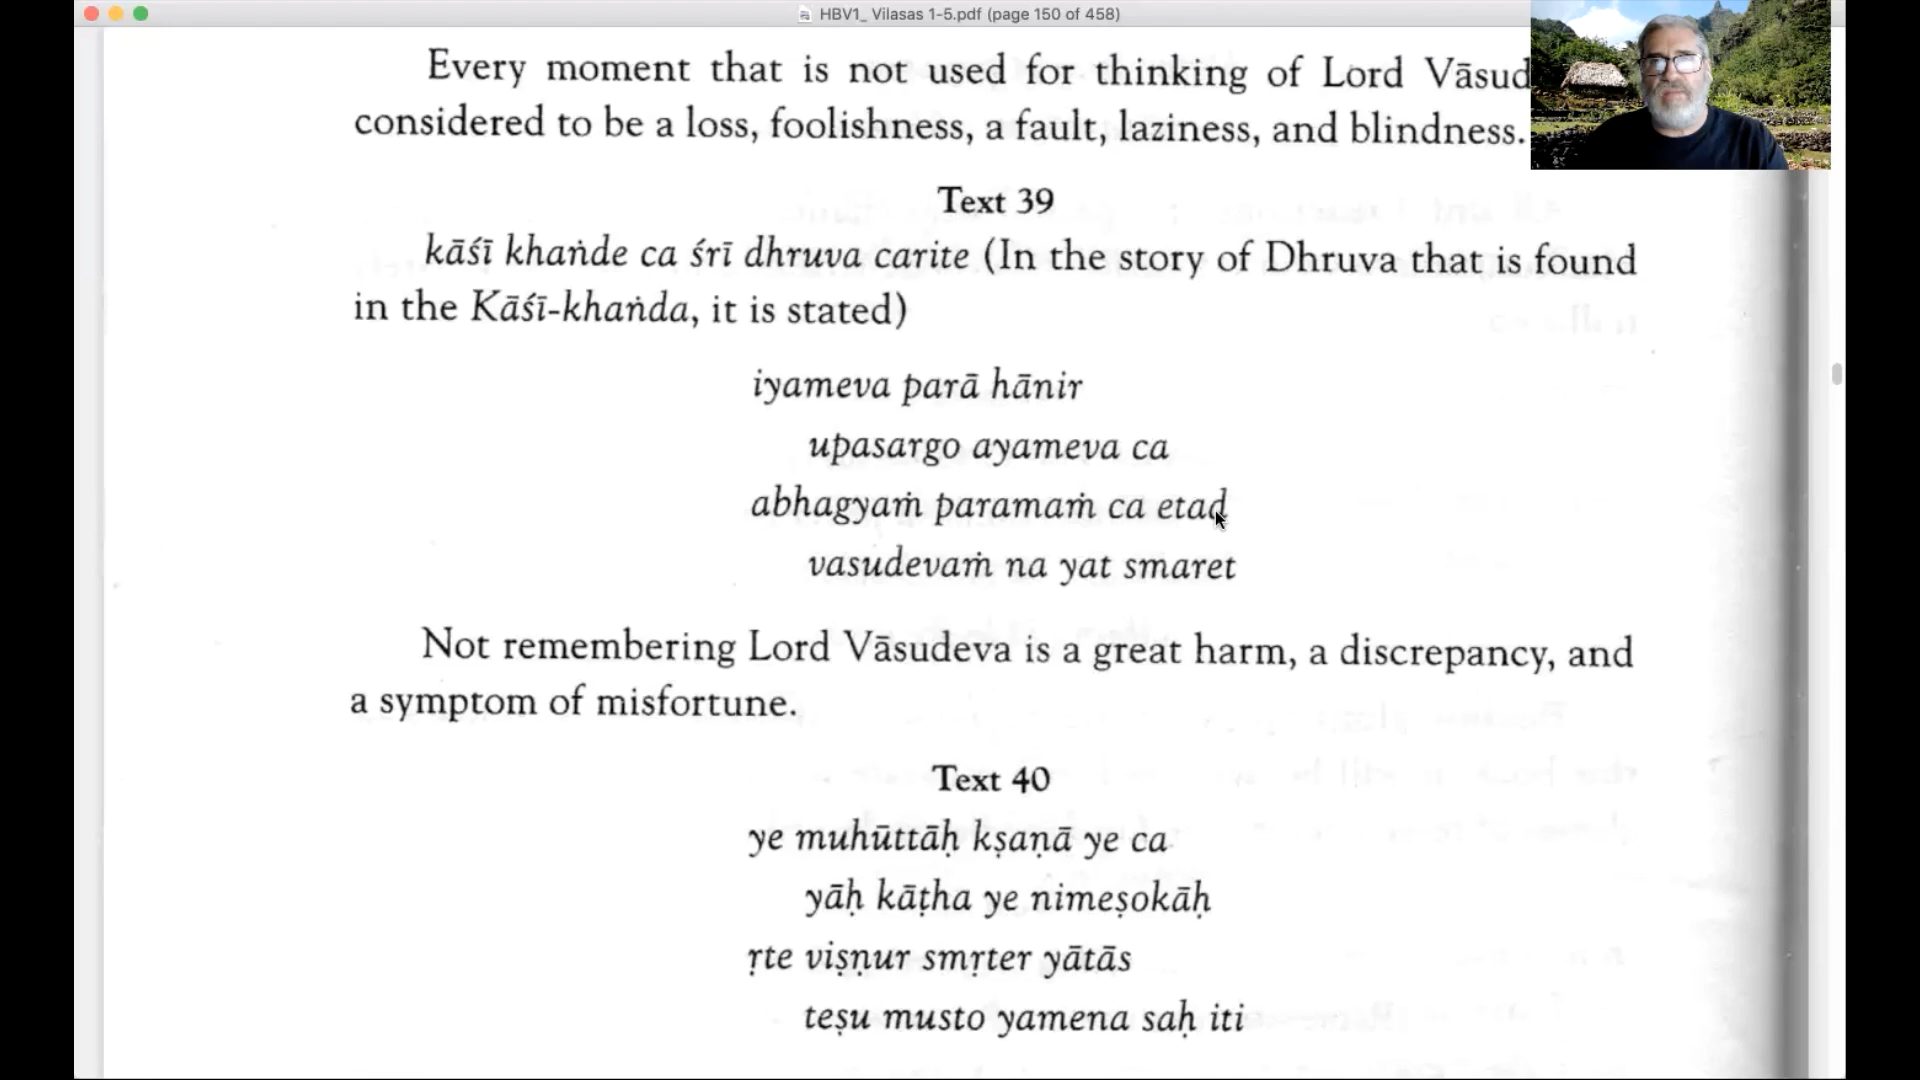 HBV1_ Vilasas 1-5.pdf (page 150 of 458)
Every moment that is not used for thinking of Lord Vāsud
considered to be a loss, foolishness, a fault, laziness, and blindness.
Text 39
kāśī khaṅde ca śrī dhruva carite (In the story of Dhruva that is found
in the Kāśī-khaṅda, it is stated)
iyameva parā hānir
upasargo ayameva ca
abhagyaṁ paramaṁ ca etad
vasudevaṁ na yat smaret
Not remembering Lord Vāsudeva is a great harm, a discrepancy, and
a symptom of misfortune.
Text 40
ye muhūttāḥ kṣaṇā ye ca
yāḥ kāṭha ye nimeṣokāḥ
ṛte viṣṇur smṛter yātās
teṣu musto yamena saḥ iti